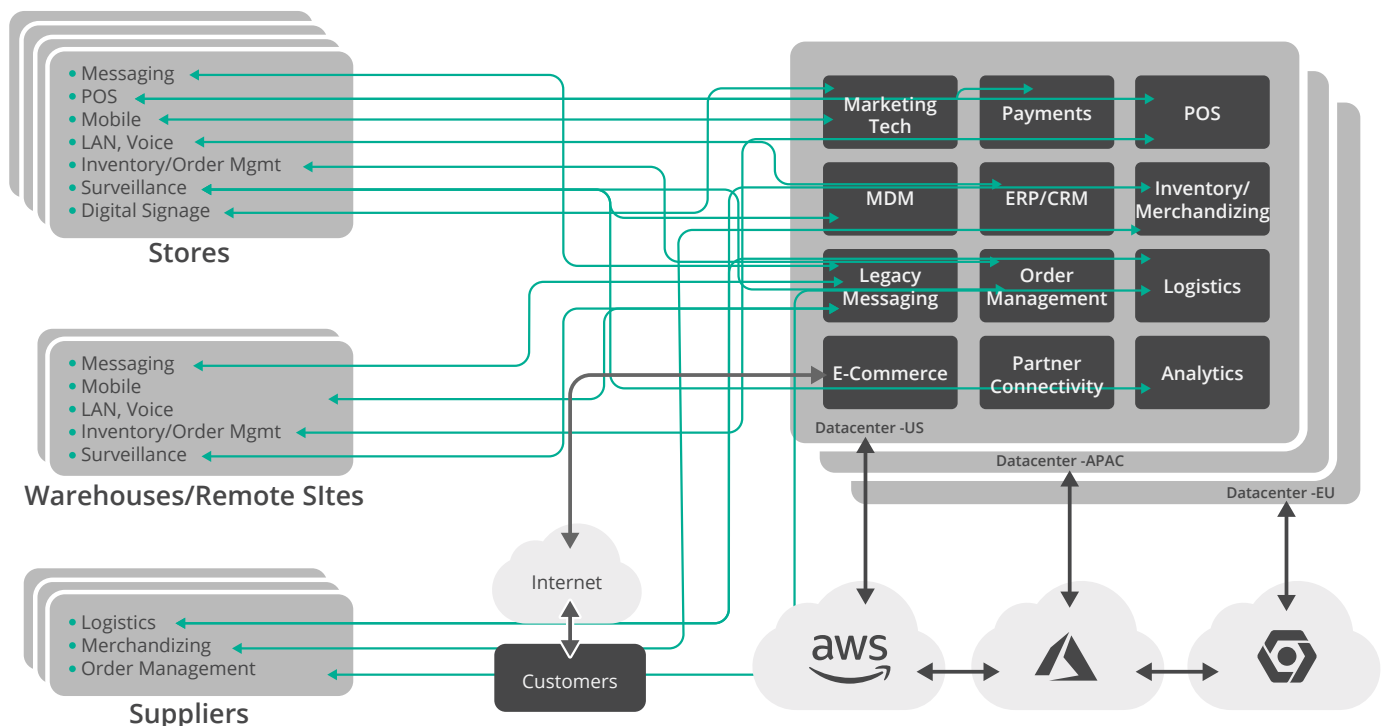 • Messaging
• POS
• Mobile
• LAN, Voice
• Inventory/Order Mgmt
• Surveillance
• Digital Signage
Stores
• Messaging
• Mobile
• LAN, Voice
• Inventory/Order Mgmt
• Surveillance
Warehouses/Remote SItes
• Logistics
• Merchandizing
• Order Management
Suppliers
Internet
Customers
Marketing
Tech
Payments
POS
MDM
ERP/CRM
Inventory/
Merchandizing
Legacy
Messaging
Order
Management
Logistics
E-Commerce
Partner
Connectivity
Analytics
Datacenter -US
Datacenter -APAC
Datacenter -EU
aws